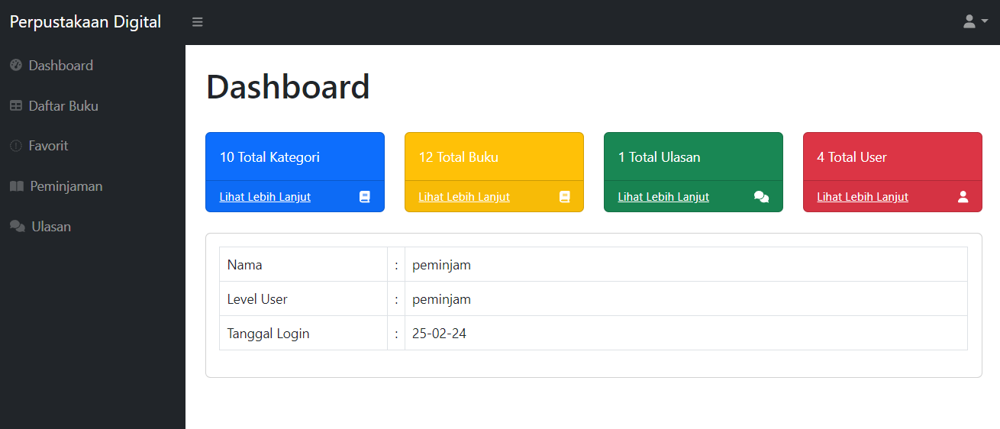 Perpustakaan Digital
Dashboard
Daftar Buku
Favorit
Peminjaman
Ulasan
Dashboard
10 Total Kategori
Lihat Lebih Lanjut
12 Total Buku
Lihat Lebih Lanjut
1 Total Ulasan
Lihat Lebih Lanjut
4 Total User
Lihat Lebih Lanjut
Nama : peminjam
Level User : peminjam
Tanggal Login : 25-02-24